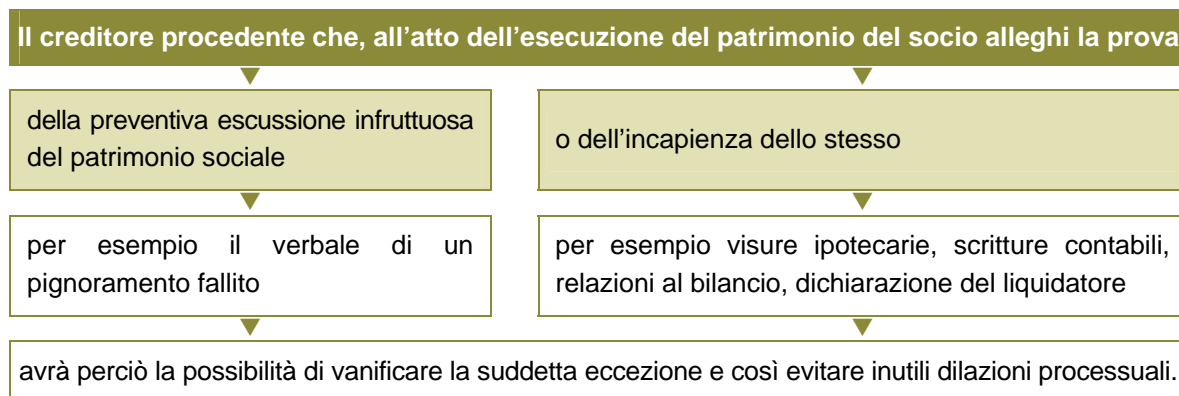 Il creditore procedente che, all'atto dell'esecuzione del patrimonio del socio alleghi la prova
della preventiva escussione infruttuosa
del patrimonio sociale
o dell'incapienza dello stesso
per esempio il verbale di un
pignoramento fallito
per esempio visure ipotecarie, scritture contabili,
relazioni al bilancio, dichiarazione del liquidatore
avrà perciò la possibilità di vanificare la suddetta eccezione e così evitare inutili dilazioni processuali.